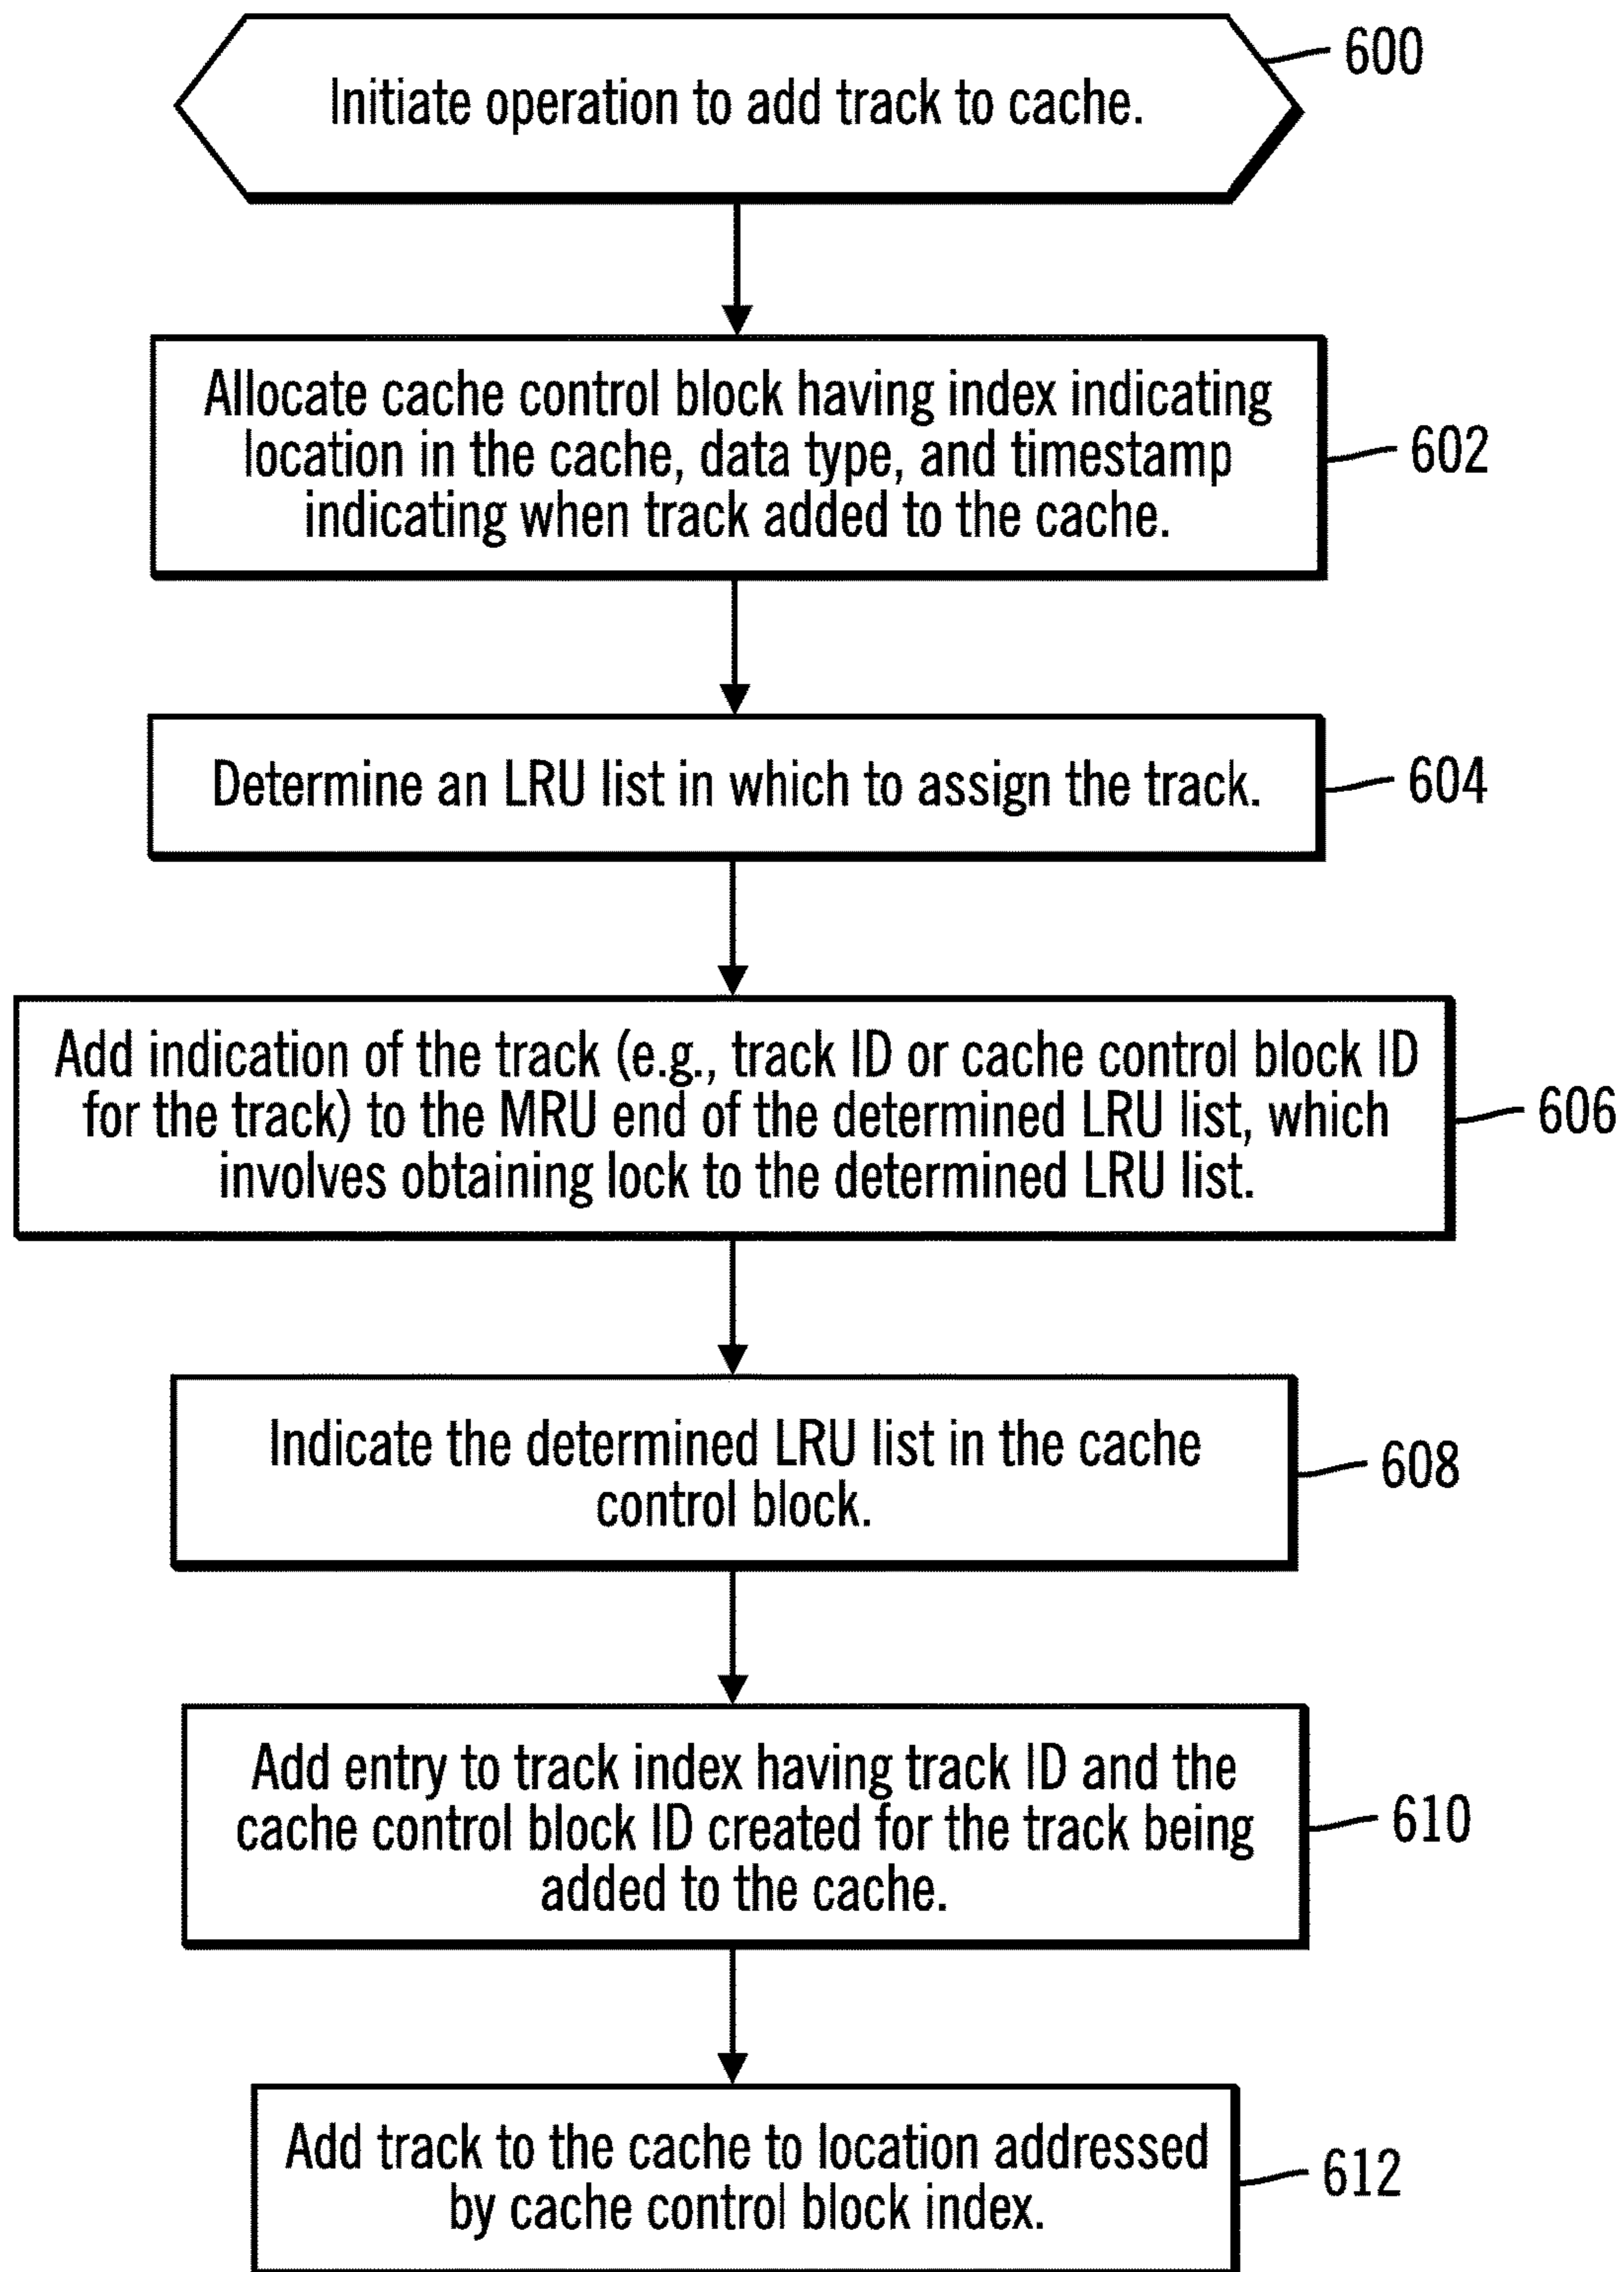 Initiate operation to add track to cache.
600
Allocate cache control block having index indicating
location in the cache, data type, and timestamp
indicating when track added to the cache.
602
Determine an LRU list in which to assign the track.
604
Add indication of the track (e.g., track ID or cache control block ID
for the track) to the MRU end of the determined LRU list, which
involves obtaining lock to the determined LRU list.
606
Indicate the determined LRU list in the cache
control block.
608
Add entry to track index having track ID and the
cache control block ID created for the track being
added to the cache.
610
Add track to the cache to location addressed
by cache control block index.
612